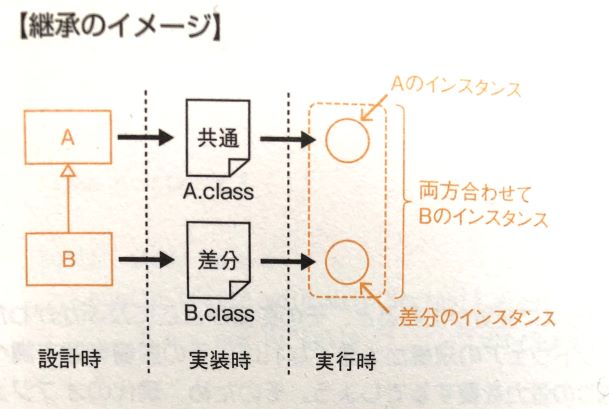 【継承のイメージ】
Aのインスタンス
A
共通
A.class
両方合わせて
Bのインスタンス
B
差分
B.class
差分のインスタンス
設計時
実装時
実行時